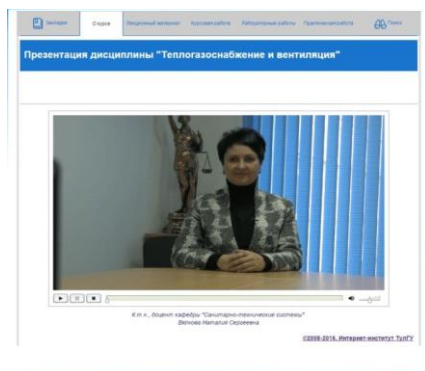 Закладки
О курсе
Лекционный материал
Курсовая работа
Лабораторные работы
Практическая работа
Поиск
Презентация дисциплины "Теплогазоснабжение и вентиляция"
К.т.н., доцент кафедры "Санитарно-технические системы"
Вялкова Наталия Сергеевна
©2008-2016, Интернет-институт ТулГУ